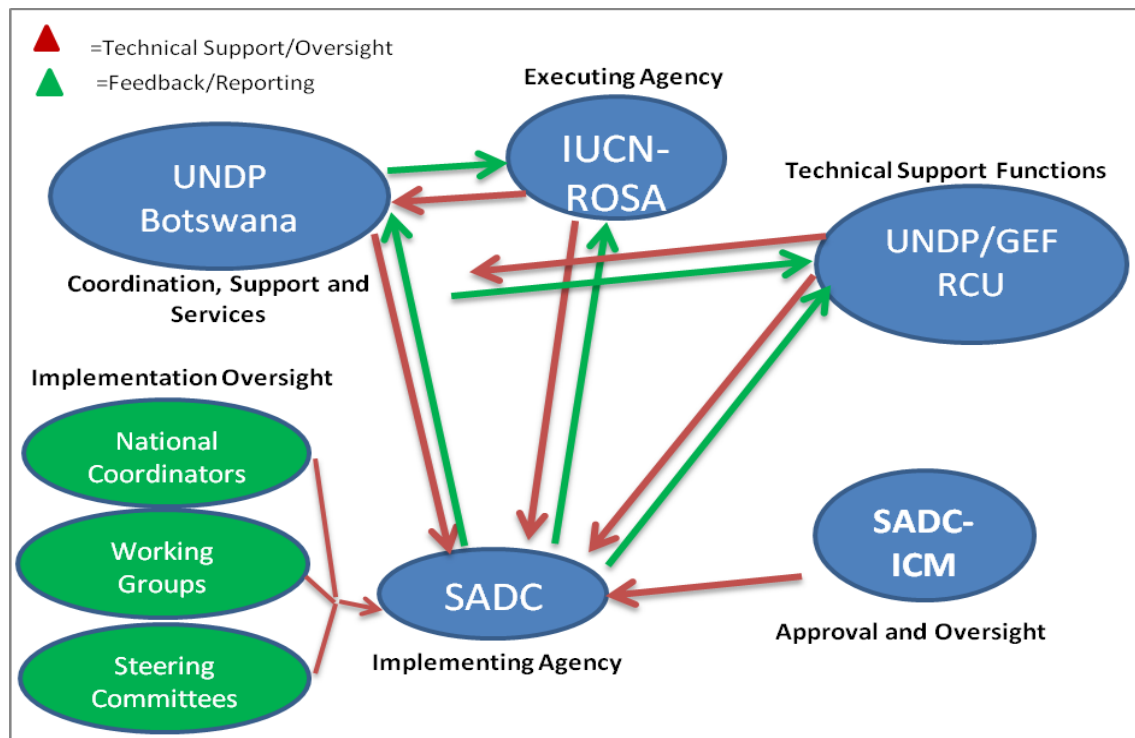 =Technical Support/Oversight
=Feedback/Reporting
Executing Agency
IUCN-
ROSA
UNDP
Botswana
Coordination, Support and
Services
Technical Support Functions
UNDP/GEF
RCU
Implementation Oversight
National
Coordinators
Working
Groups
Steering
Committees
SADC
Implementing Agency
SADC-
ICM
Approval and Oversight